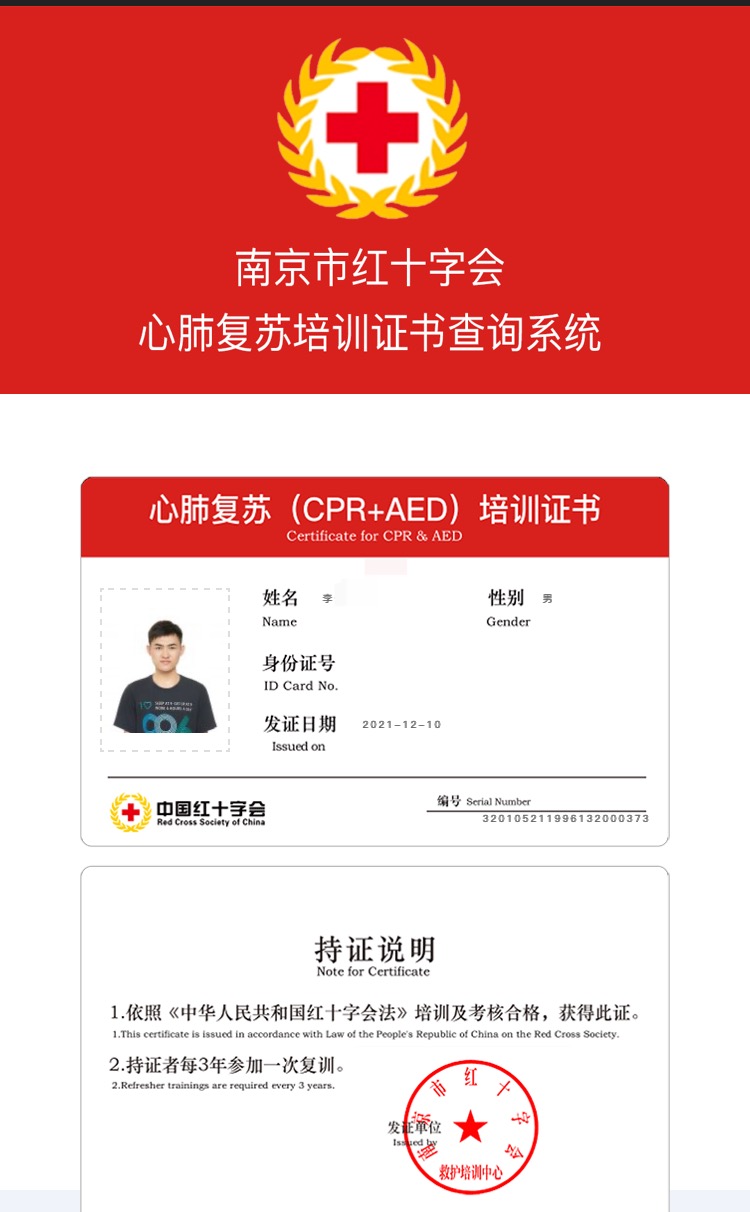 南京市红十字会
心肺复苏培训证书查询系统
心肺复苏（CPR+AED）培训证书
Certificate for CPR & AED
姓名 李 性别 男
Name Gender
身份证号
ID Card No.
发证日期 2021-12-10
Issued on
中国红十字会
Red Cross Society of China
编号 Serial Number
320105211996132000373
持证说明
Note for Certificate
1.依照《中华人民共和国红十字会法》培训及考核合格，获得此证。
1.This certificate is issued in accordance with Law of the People's Republic of China on the Red Cross Society.
2.持证者每3年参加一次复训。
2.Refresher trainings are required every 3 years.
发证单位
Issued by
南京市红十字会
救护培训中心